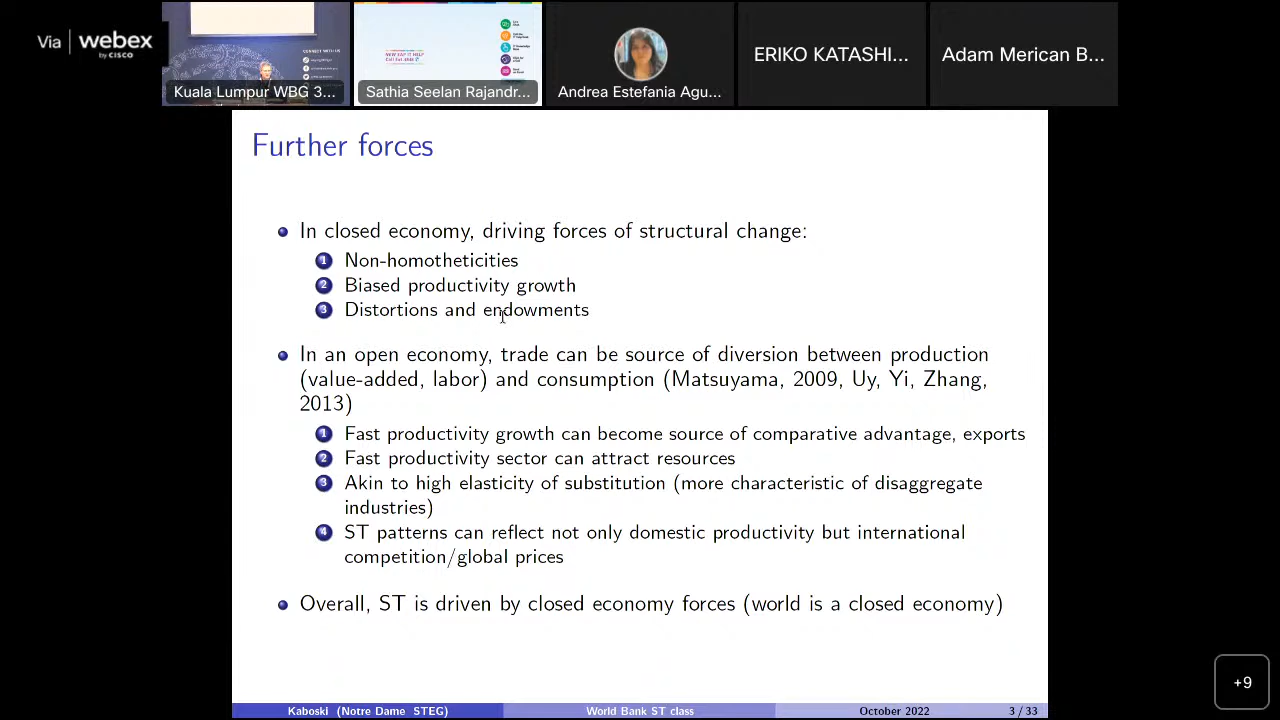 Via webex
by CISCO
CONNECT WITH US
Kuala Lumpur WBG 3...
Sathia Seelan Rajandr...
Andrea Estefania Agu...
ERIKO KATASHI...
Adam Merican B...
Further forces
In closed economy, driving forces of structural change:
1 Non-homotheticities
2 Biased productivity growth
3 Distortions and endowments
In an open economy, trade can be source of diversion between production
(value-added, labor) and consumption (Matsuyama, 2009, Uy, Yi, Zhang,
2013)
1 Fast productivity growth can become source of comparative advantage, exports
2 Fast productivity sector can attract resources
3 Akin to high elasticity of substitution (more characteristic of disaggregate
industries)
4 ST patterns can reflect not only domestic productivity but international
competition/global prices
Overall, ST is driven by closed economy forces (world is a closed economy)
+9
Kaboski (Notre Dame STEG) World Bank ST class October 2022 3 / 33